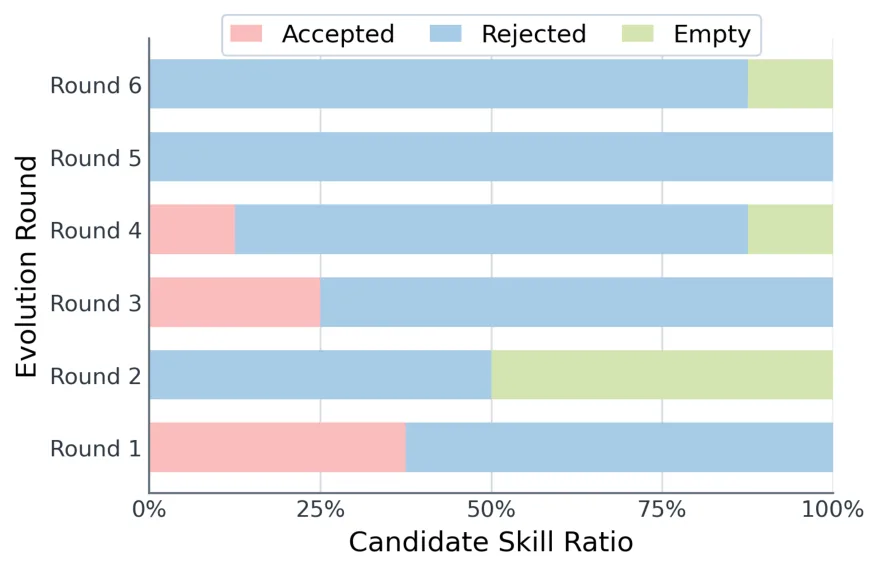 Accepted Rejected Empty
Round 6
Round 5
Round 4
Round 3
Round 2
Round 1
Evolution Round
0% 25% 50% 75% 100%
Candidate Skill Ratio